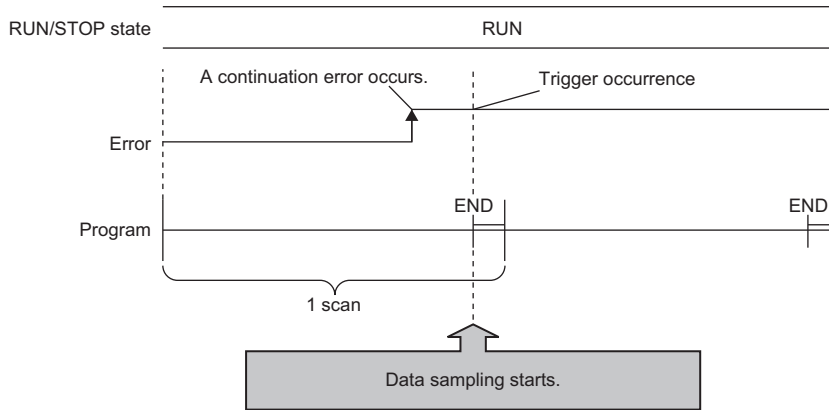 RUN/STOP state
RUN
A continuation error occurs.
Trigger occurrence
Error
END
END
Program
1 scan
Data sampling starts.